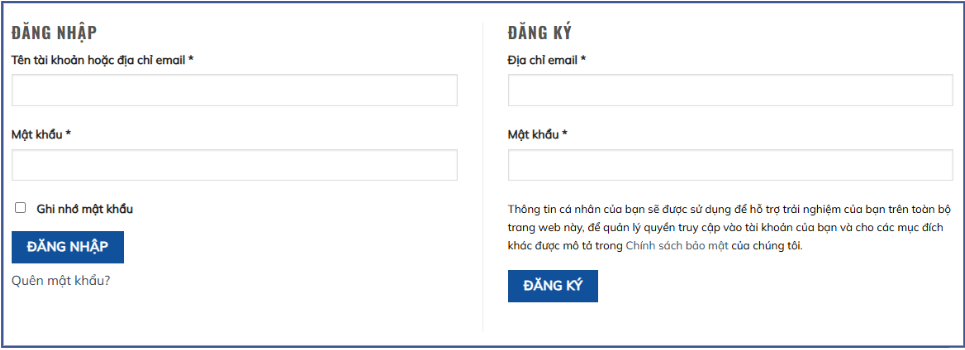 ĐĂNG NHẬP
Tên tài khoản hoặc địa chỉ email *
Mật khẩu *
Ghi nhớ mật khẩu
ĐĂNG NHẬP
Quên mật khẩu?
ĐĂNG KÝ
Địa chỉ email *
Mật khẩu *
Thông tin cá nhân của bạn sẽ được sử dụng để hỗ trợ trải nghiệm của bạn trên toàn bộ
trang web này, để quản lý quyền truy cập vào tài khoản của bạn và cho các mục đích
khác được mô tả trong Chính sách bảo mật của chúng tôi.
ĐĂNG KÝ